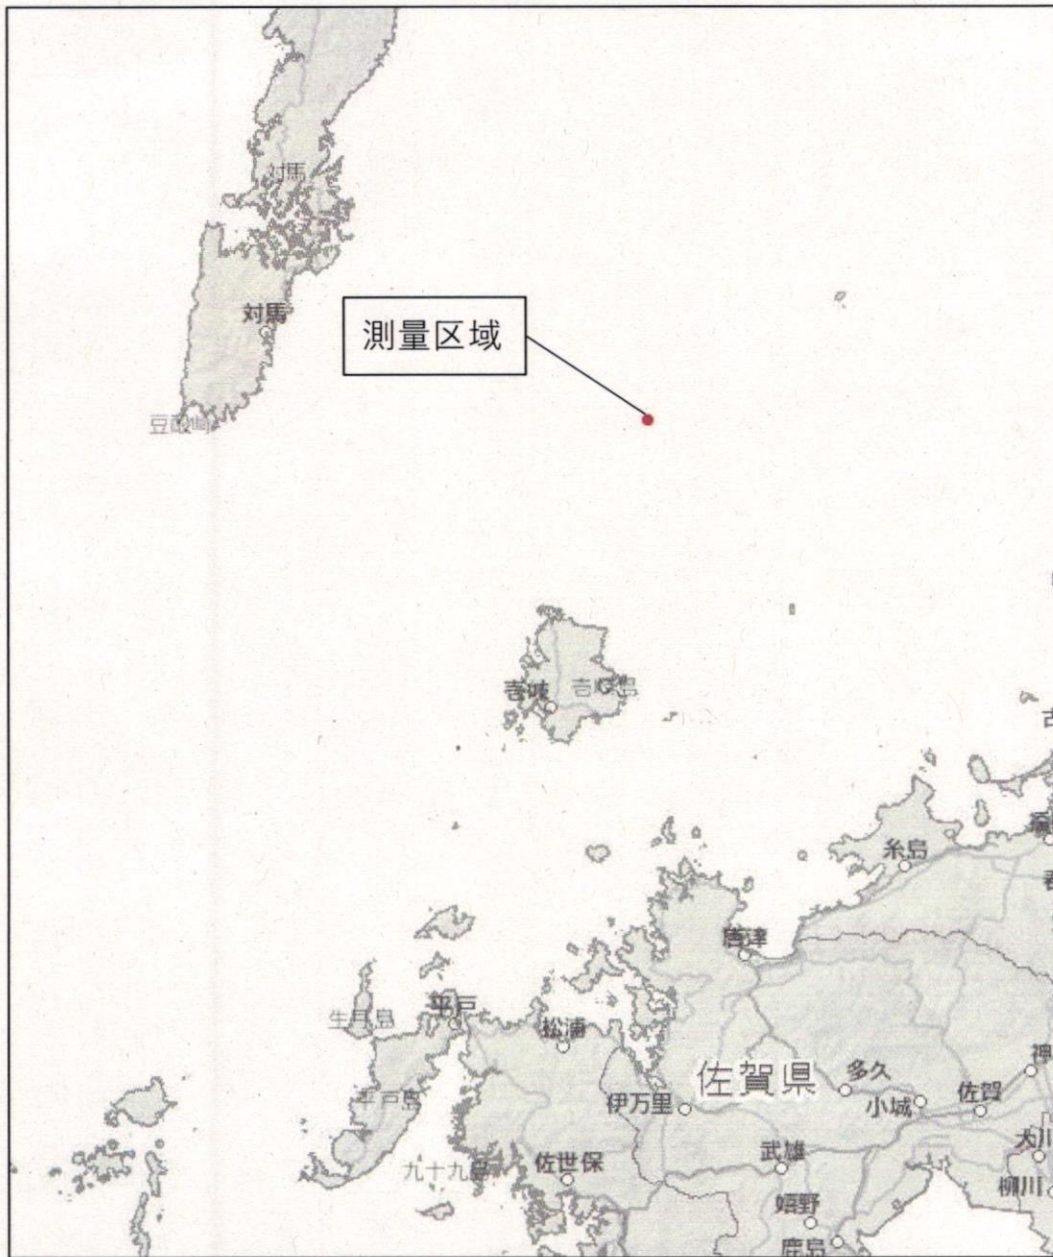 対馬
対馬
測量区域
豆酘崎
壱岐
壱岐島
糸島
唐津
平戸
生月島
松浦
佐賀県
多久
平戸島
伊万里
小城
佐賀
武雄
九十九島
佐世保
大川
柳川
嬉野
鹿島